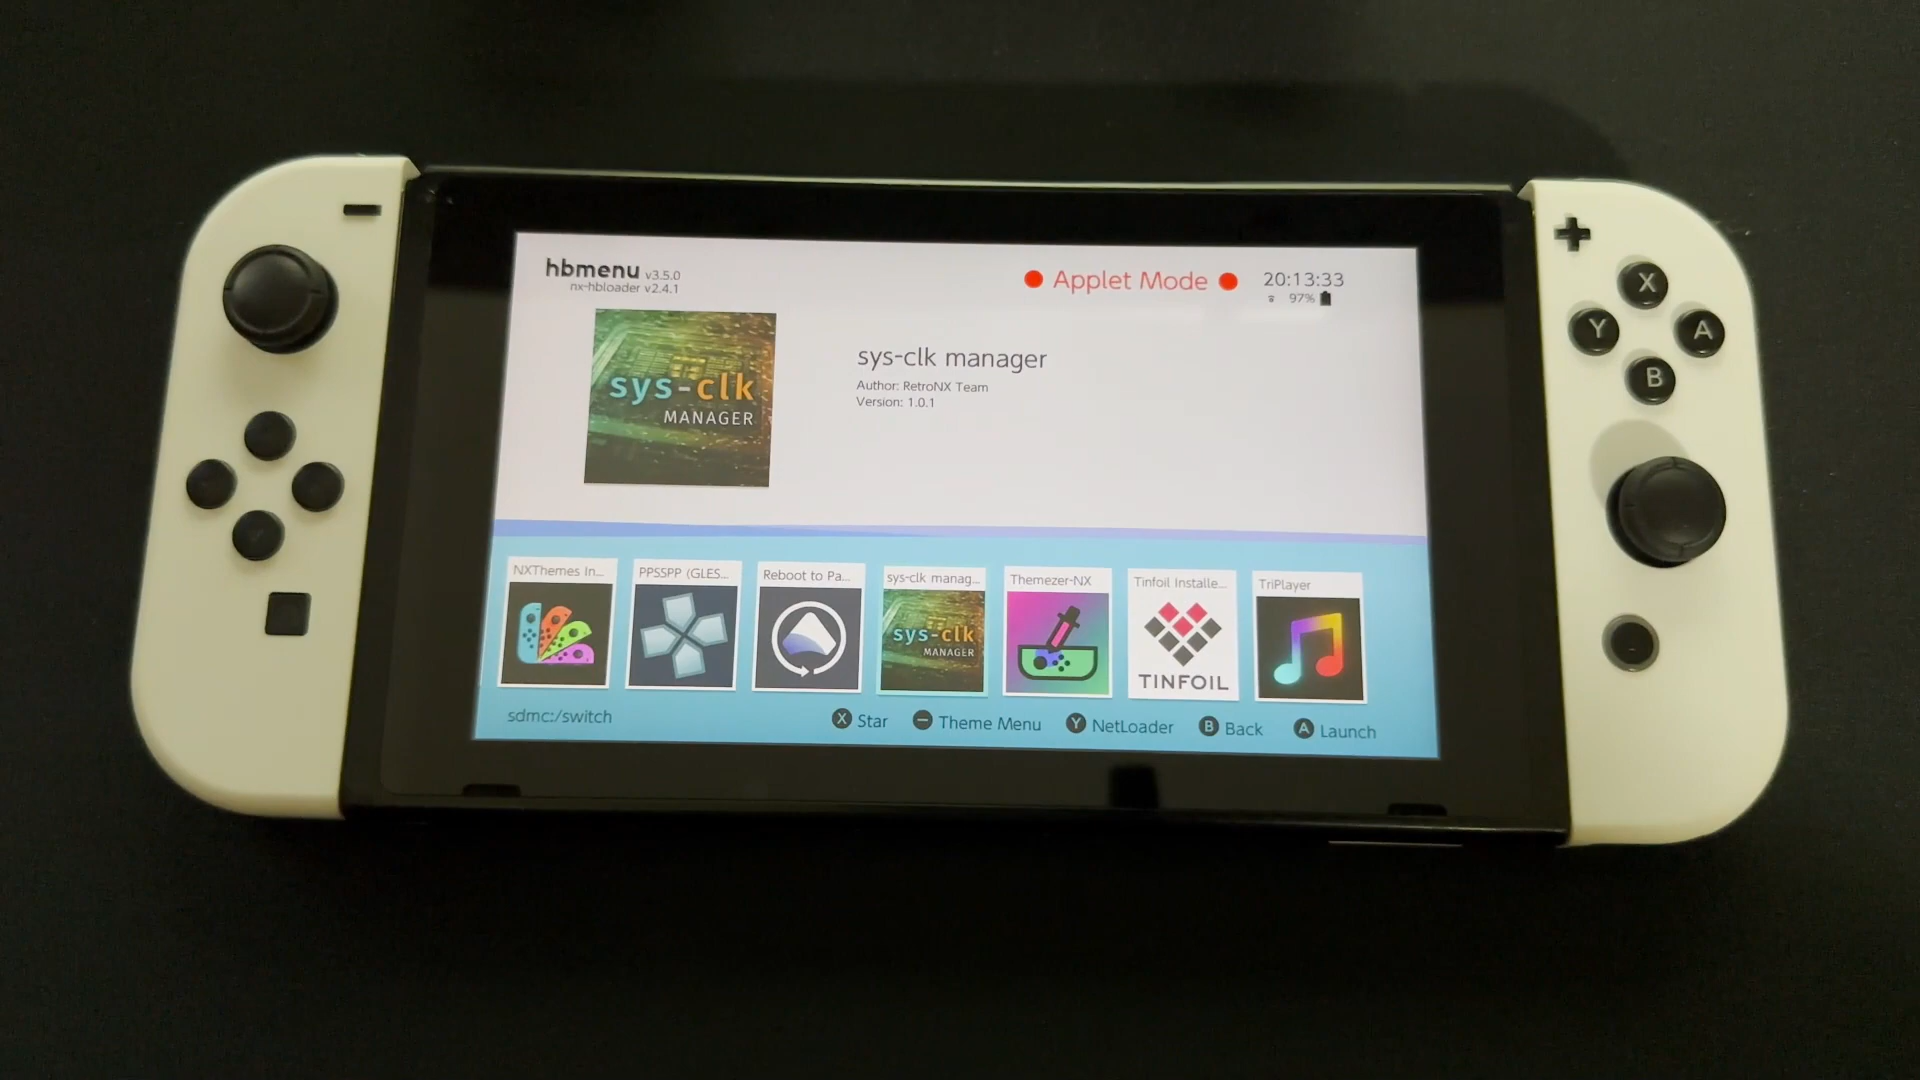 hbmenu v3.5.0
nx-hbloader v2.4.1
Applet Mode
20:13:33
97%
sys-clk
MANAGER
sys-clk manager
Author: RetroNX Team
Version: 1.0.1
NXThemes In...
PPSSPP (GLES...
Reboot to Pa...
sys-clk manag...
sys-clk
MANAGER
Themezer-NX
Tinfoil Installe...
TINFOIL
TriPlayer
sdmc:/switch
X Star
Theme Menu
Y NetLoader
B Back
A Launch
X
Y
A
B